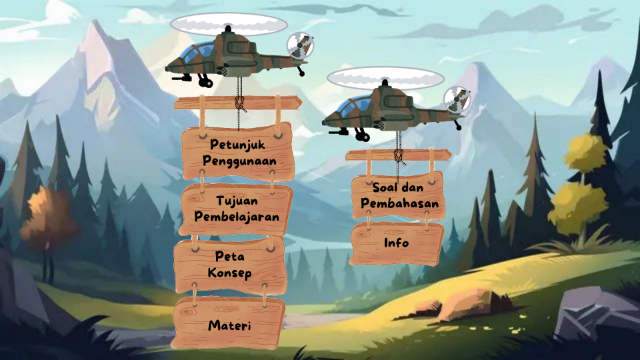 Petunjuk
Penggunaan
Tujuan
Pembelajaran
Peta
Konsep
Materi
Soal dan
Pembahasan
Info